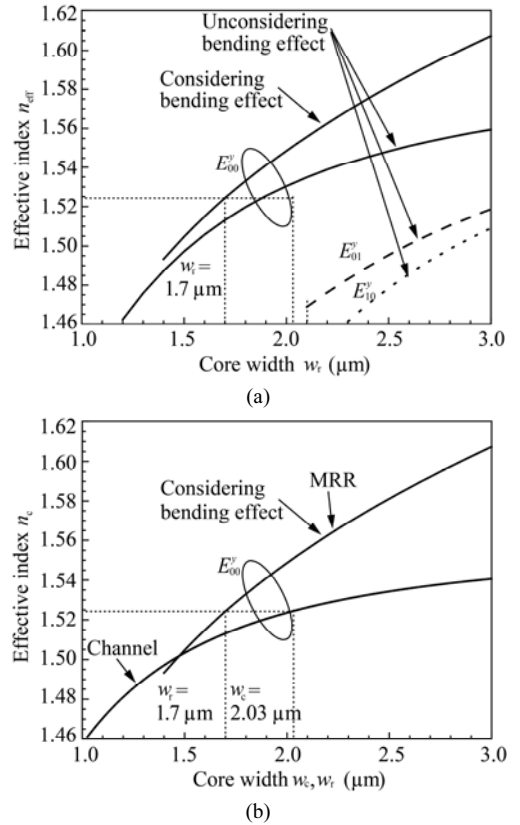 (a)
1.62
1.60
1.58
1.56
1.54
1.52
1.50
1.48
1.46
Effective index n_eff
Unconsidering
bending effect
Considering
bending effect
E^y_00
w_r =
1.7 μm
E^y_01
E^y_10
1.0 1.5 2.0 2.5 3.0
Core width w_r (μm)
(a)
1.62
1.60
1.58
1.56
1.54
1.52
1.50
1.48
1.46
Effective index n_c
MRR
Considering
bending effect
E^y_00
Channel
w_r = w_c =
1.7 μm 2.03 μm
1.0 1.5 2.0 2.5 3.0
Core width w_c, w_r (μm)
(b)